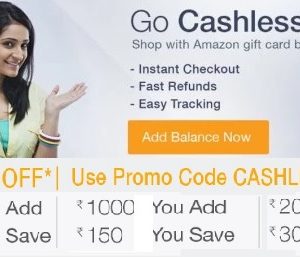 Go Cashless
Shop with Amazon gift card b
- Instant Checkout
- Fast Refunds
- Easy Tracking
Add Balance Now
OFF*| Use Promo Code CASHL
Add ₹1000 You Add ₹20
Save ₹150 You Save ₹30